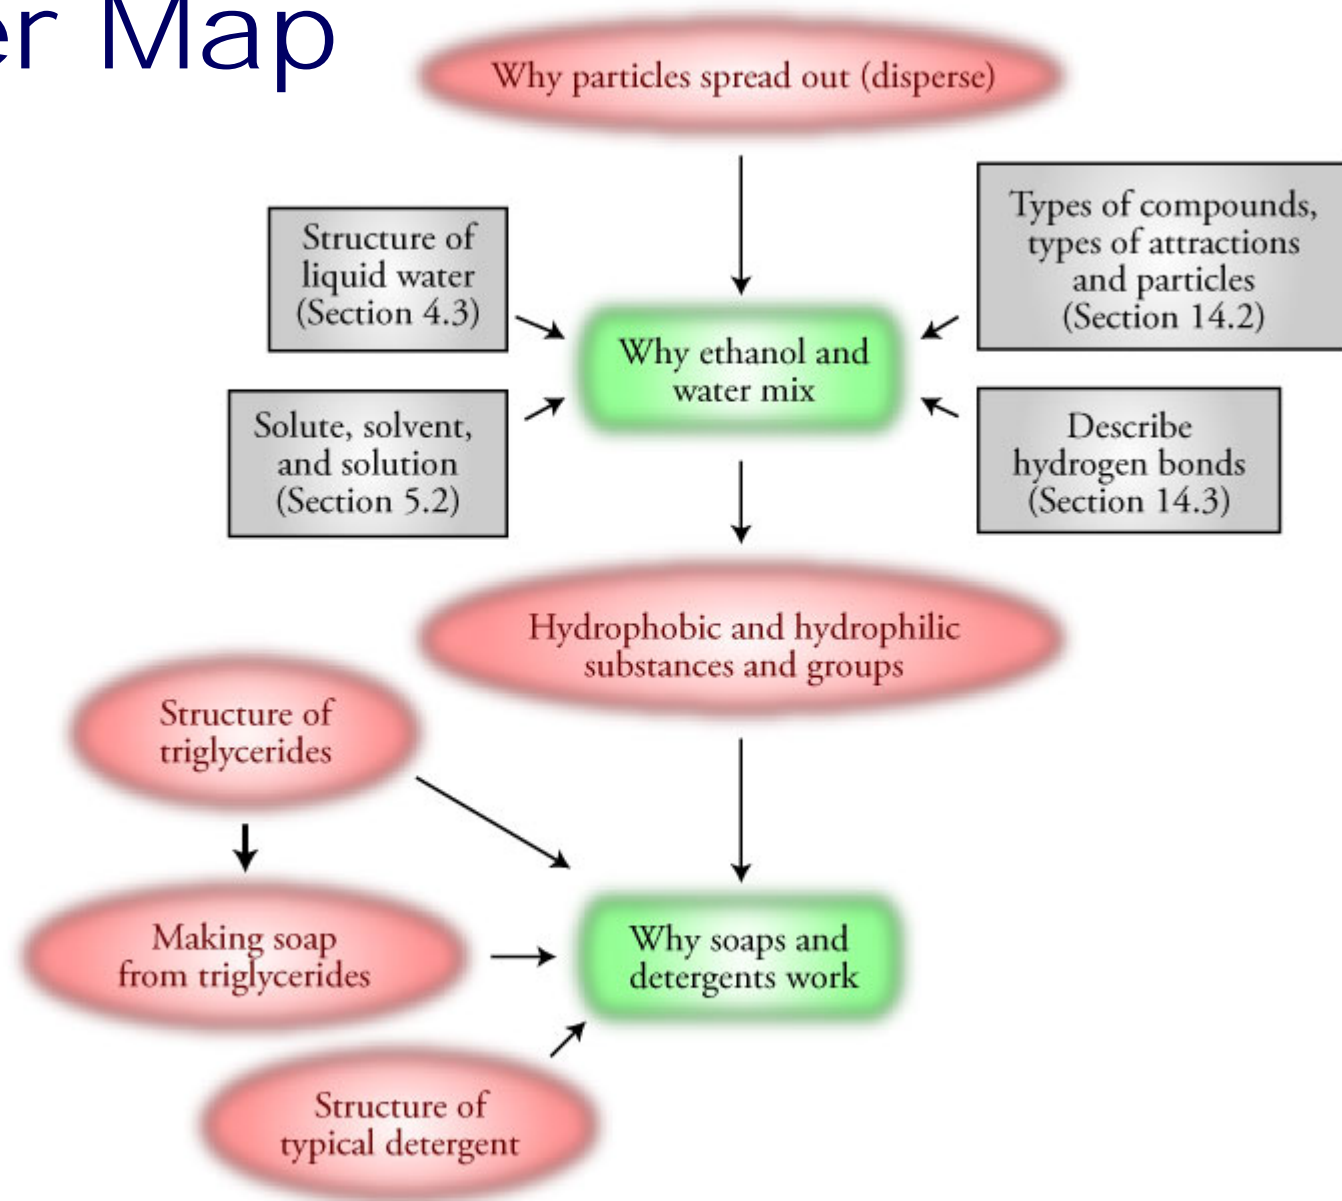 er Map
Why particles spread out (disperse)
Structure of
liquid water
(Section 4.3)
Types of compounds,
types of attractions
and particles
(Section 14.2)
Why ethanol and
water mix
Solute, solvent,
and solution
(Section 5.2)
Describe
hydrogen bonds
(Section 14.3)
Hydrophobic and hydrophilic
substances and groups
Structure of
triglycerides
Making soap
from triglycerides
Why soaps and
detergents work
Structure of
typical detergent